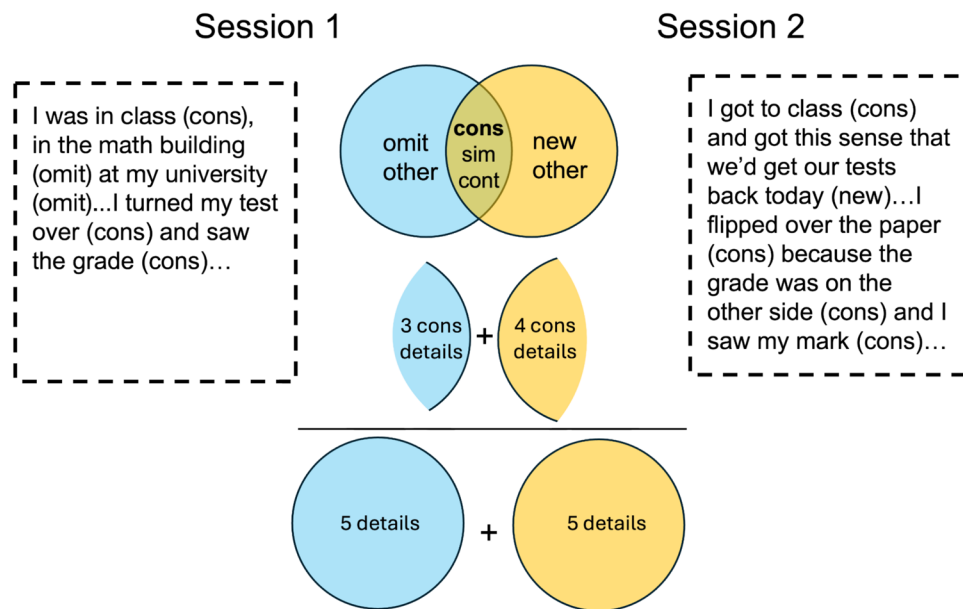 Session 1
Session 2
I was in class (cons),
in the math building
(omit) at my university
(omit)...I turned my test
over (cons) and saw
the grade (cons)…
omit
other
cons
sim
cont
new
other
I got to class (cons)
and got this sense that
we’d get our tests
back today (new)…I
flipped over the paper
(cons) because the
grade was on the
other side (cons) and I
saw my mark (cons)…
3 cons
details
+
4 cons
details
5 details
+
5 details